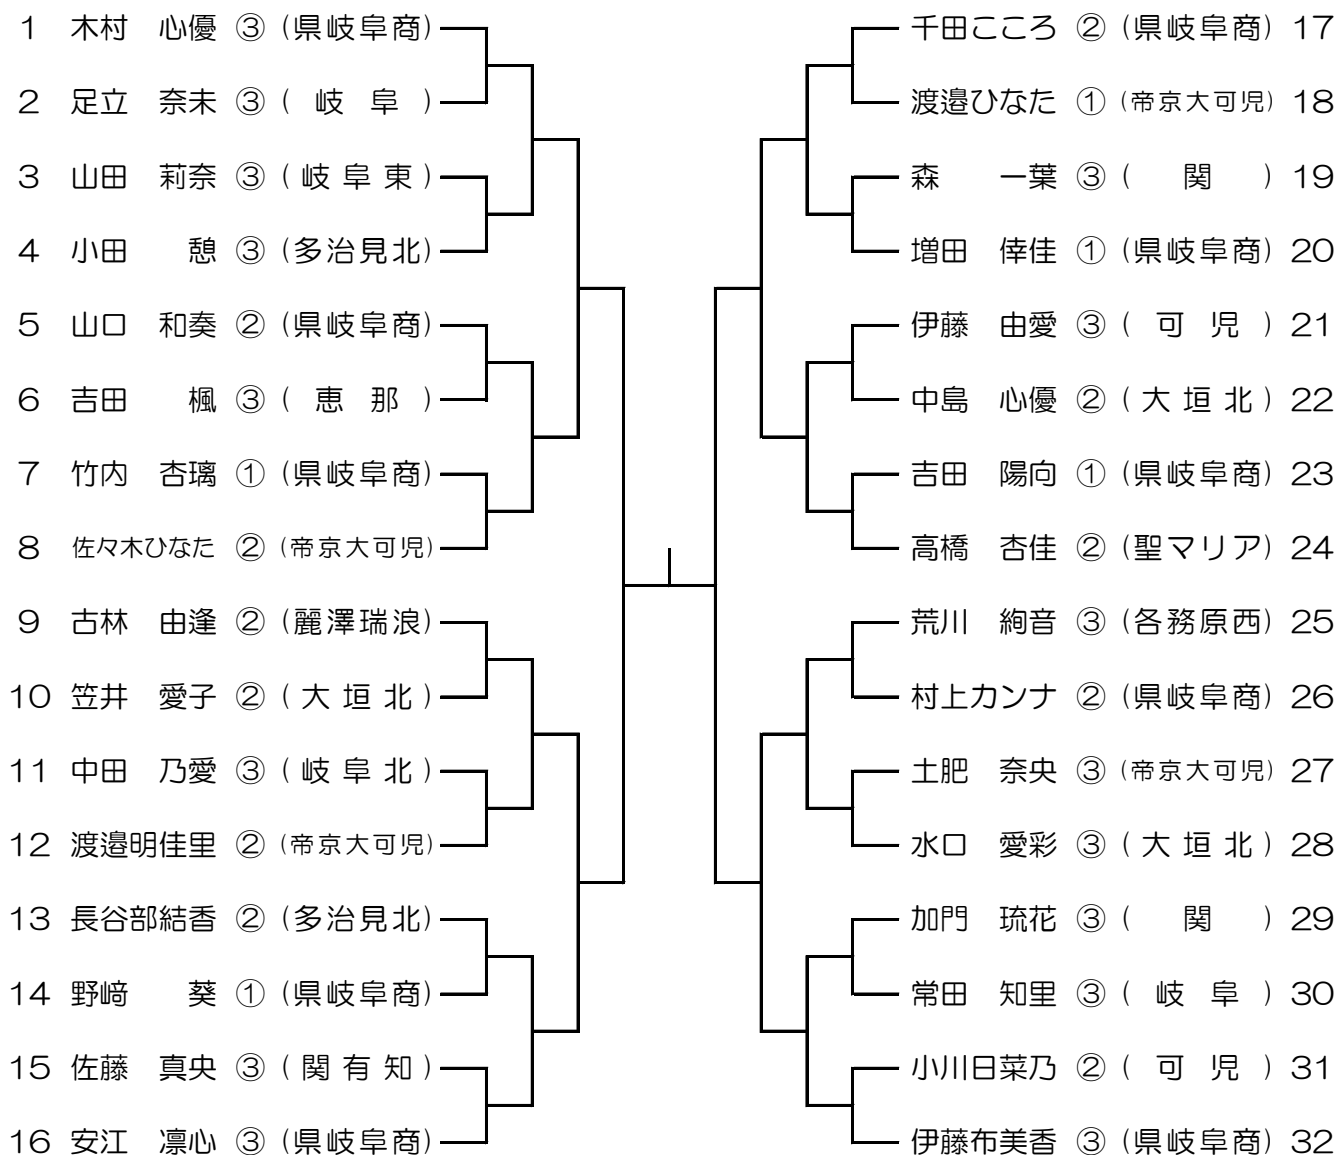 1 木村 心優 ③ (県岐阜商)
2 足立 奈未 ③ ( 岐 阜 )
3 山田 莉奈 ③ ( 岐 阜 東 )
4 小田 憩 ③ (多治見北)
5 山口 和奏 ② (県岐阜商)
6 吉田 楓 ③ ( 恵 那 )
7 竹内 杏璃 ① (県岐阜商)
8 佐々木ひなた ② (帝京大可児)
9 古林 由逢 ② (麗澤瑞浪)
10 笠井 愛子 ② ( 大 垣 北 )
11 中田 乃愛 ③ ( 岐 阜 北 )
12 渡邉明佳里 ② (帝京大可児)
13 長谷部結香 ② (多治見北)
14 野﨑 葵 ① (県岐阜商)
15 佐藤 真央 ③ ( 関 有 知 )
16 安江 凛心 ③ (県岐阜商)
千田こころ ② (県岐阜商) 17
渡邉ひなた ① (帝京大可児) 18
森 一葉 ③ ( 関 ) 19
増田 倖佳 ① (県岐阜商) 20
伊藤 由愛 ③ ( 可 児 ) 21
中島 心優 ② ( 大 垣 北 ) 22
吉田 陽向 ① (県岐阜商) 23
高橋 杏佳 ② (聖マリア) 24
荒川 絢音 ③ (各務原西) 25
村上カンナ ② (県岐阜商) 26
土肥 奈央 ③ (帝京大可児) 27
水口 愛彩 ③ ( 大 垣 北 ) 28
加門 琉花 ③ ( 関 ) 29
常田 知里 ③ ( 岐 阜 ) 30
小川日菜乃 ② ( 可 児 ) 31
伊藤布美香 ③ (県岐阜商) 32